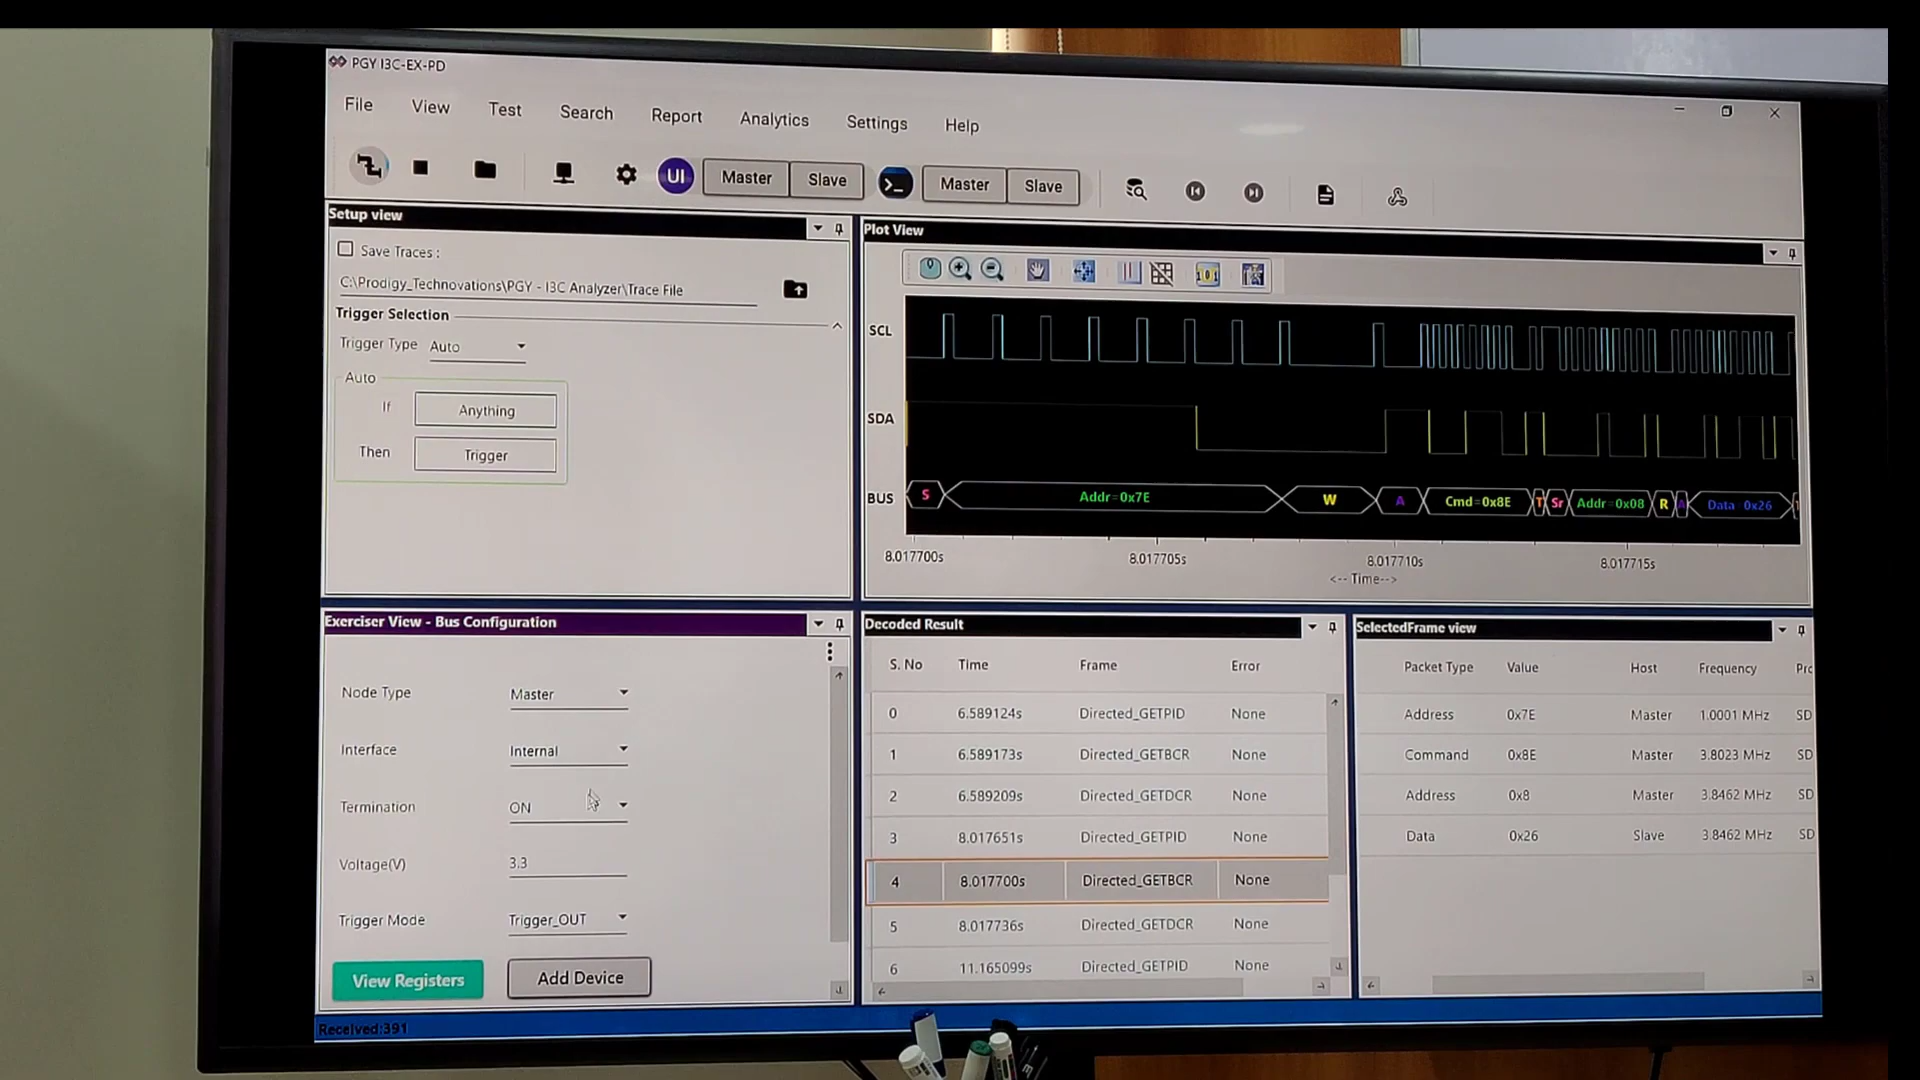 PGY I3C-EX-PD
File View Test Search Report Analytics Settings Help
UI Master Slave >_ Master Slave
Setup view
Save Traces :
C:\Prodigy_Technovations\PGY - I3C Analyzer\Trace File
Trigger Selection
Trigger Type Auto
Auto
If Anything
Then Trigger
Plot View
SCL
SDA
BUS S Addr=0x7E W A Cmd=0x8E T Sr Addr=0x08 R A Data 0x26
8.017700s 8.017705s 8.017710s 8.017715s
<-- Time-->
Exerciser View - Bus Configuration
Node Type Master
Interface Internal
Termination ON
Voltage(V) 3.3
Trigger Mode Trigger_OUT
View Registers Add Device
Decoded Result
S. No Time Frame Error
0 6.589124s Directed_GETPID None
1 6.589173s Directed_GETBCR None
2 6.589209s Directed_GETDCR None
3 8.017651s Directed_GETPID None
4 8.017700s Directed_GETBCR None
5 8.017736s Directed_GETDCR None
6 11.165099s Directed_GETPID None
SelectedFrame view
Packet Type Value Host Frequency Prc
Address 0x7E Master 1.0001 MHz SD
Command 0x8E Master 3.8023 MHz SD
Address 0x8 Master 3.8462 MHz SD
Data 0x26 Slave 3.8462 MHz SD
Received:391